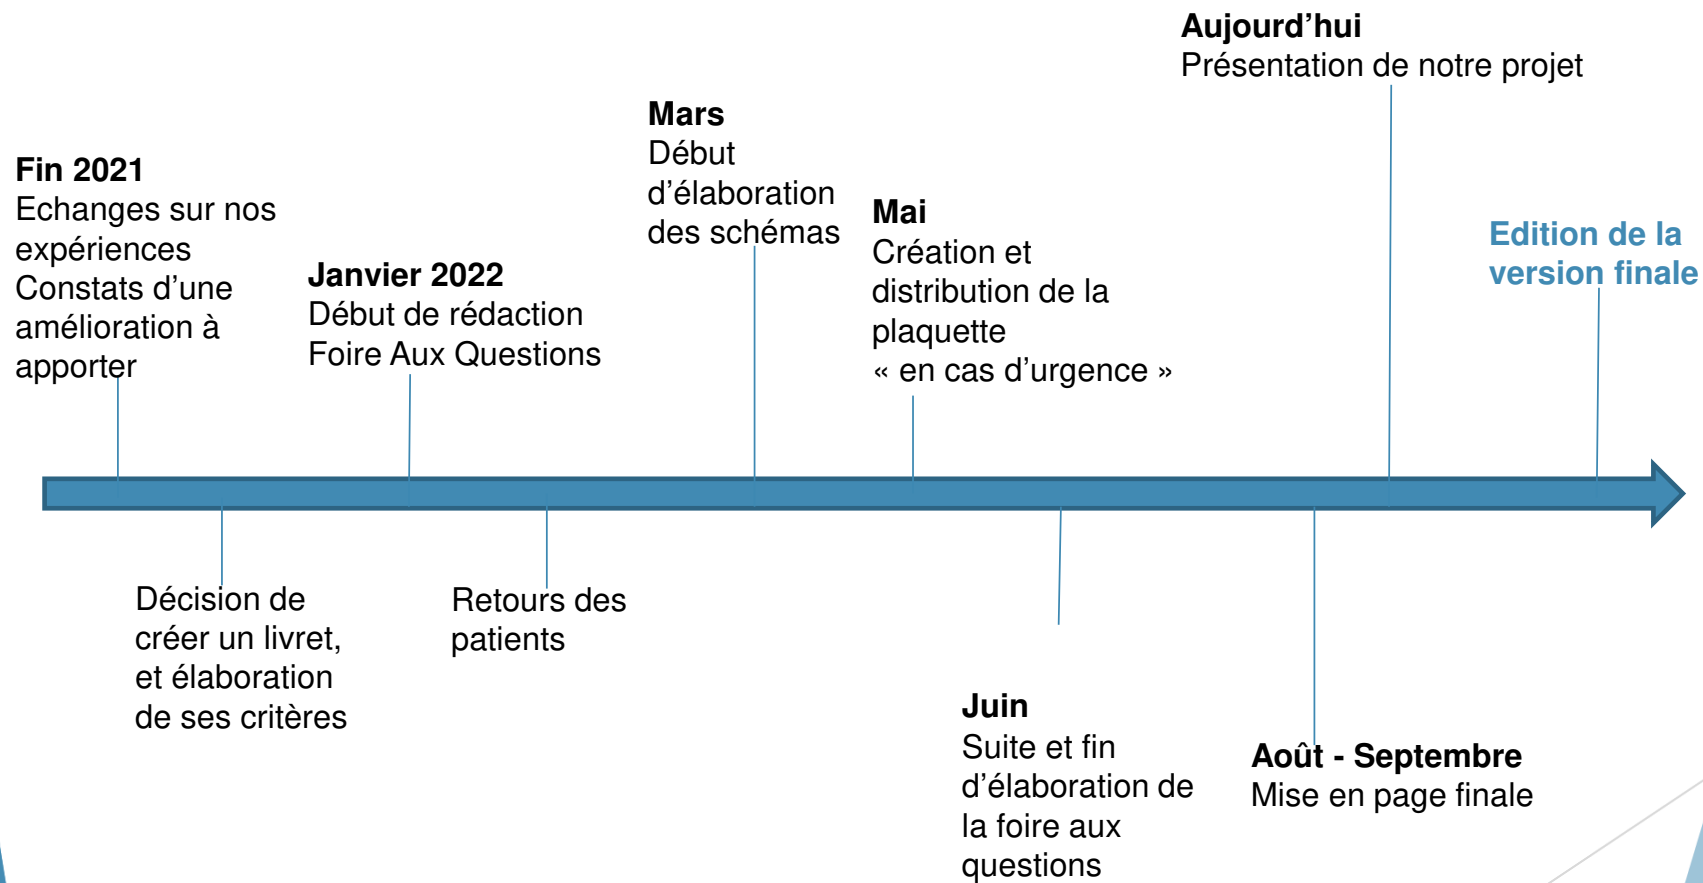 Fin 2021
Echanges sur nos
expériences
Constats d'une
amélioration à
apporter
Décision de
créer un livret,
et élaboration
de ses critères
Janvier 2022
Début de rédaction
Foire Aux Questions
Retours des
patients
Mars
Début
d'élaboration
des schémas
Mai
Création et
distribution de la
plaquette
« en cas d'urgence »
Juin
Suite et fin
d'élaboration de
la foire aux
questions
Août - Septembre
Mise en page finale
Aujourd'hui
Présentation de notre projet
Edition de la
version finale